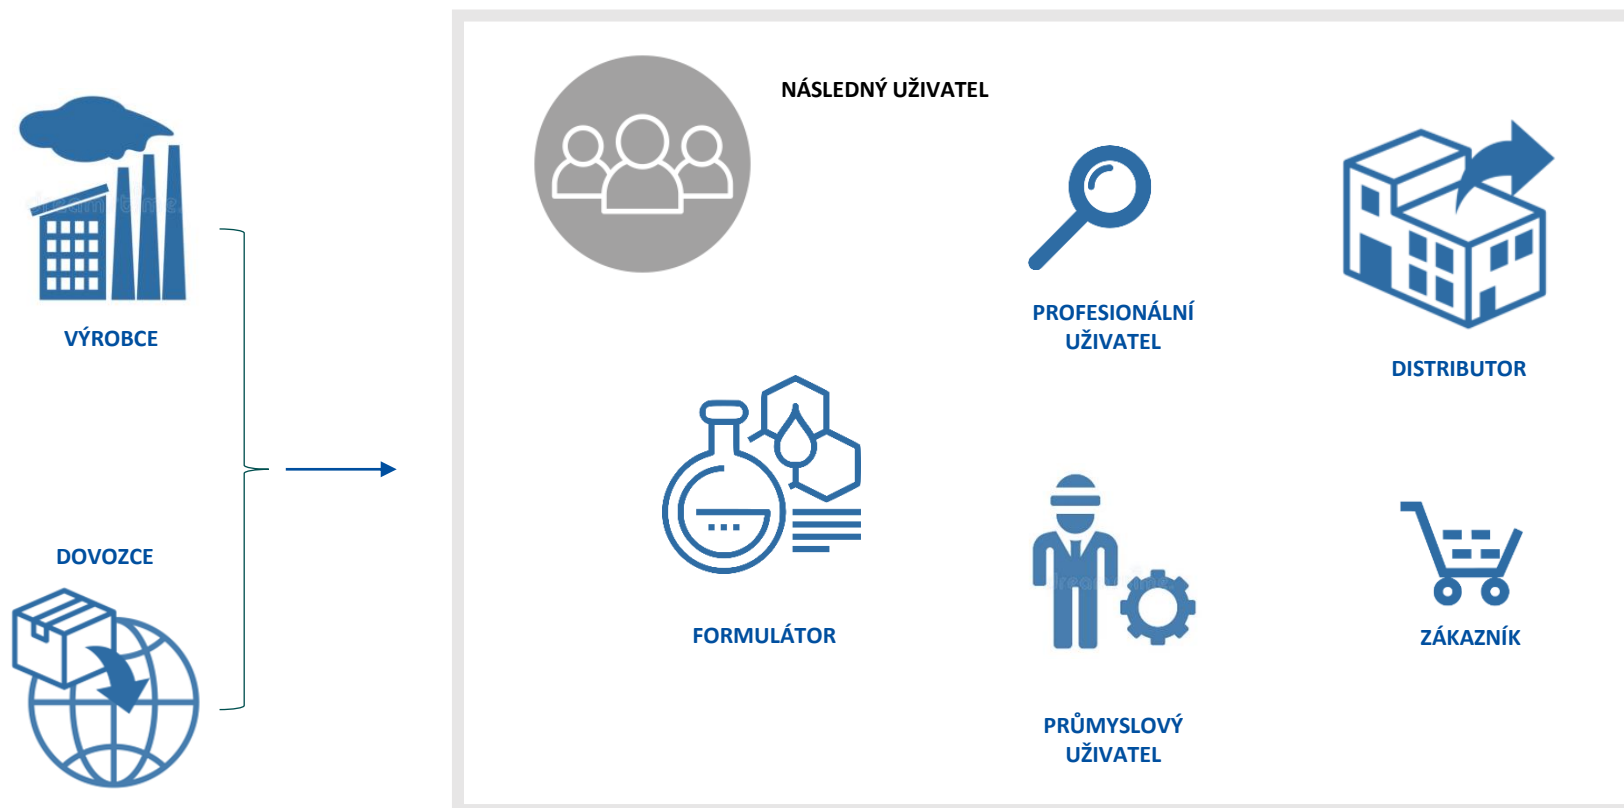 NÁSLEDNÝ UŽIVATEL
VÝROBCE
PROFESIONÁLNÍ
UŽIVATEL
DISTRIBUTOR
DOVOZCE
FORMULÁTOR
ZÁKAZNÍK
PRŮMYSLOVÝ
UŽIVATEL